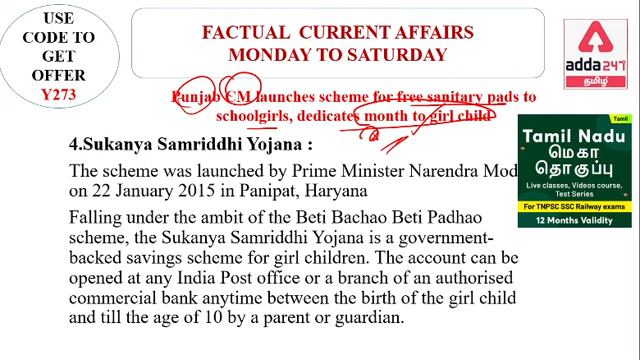 USE
CODE TO
GET
OFFER
Y273
FACTUAL CURRENT AFFAIRS
MONDAY TO SATURDAY
adda247
தமிழ்
Punjab CM launches scheme for free sanitary pads to
schoolgirls, dedicates month to girl child
4.Sukanya Samriddhi Yojana :
The scheme was launched by Prime Minister Narendra Mod
on 22 January 2015 in Panipat, Haryana
Falling under the ambit of the Beti Bachao Beti Padhao
scheme, the Sukanya Samriddhi Yojana is a government-
backed savings scheme for girl children. The account can be
opened at any India Post office or a branch of an authorised
commercial bank anytime between the birth of the girl child
and till the age of 10 by a parent or guardian.
Tamil
Tamil Nadu
மெகா
தொகுப்பு
Live classes, Videos course,
Test Series
For TNPSC SSC Railway exams
12 Months Validity